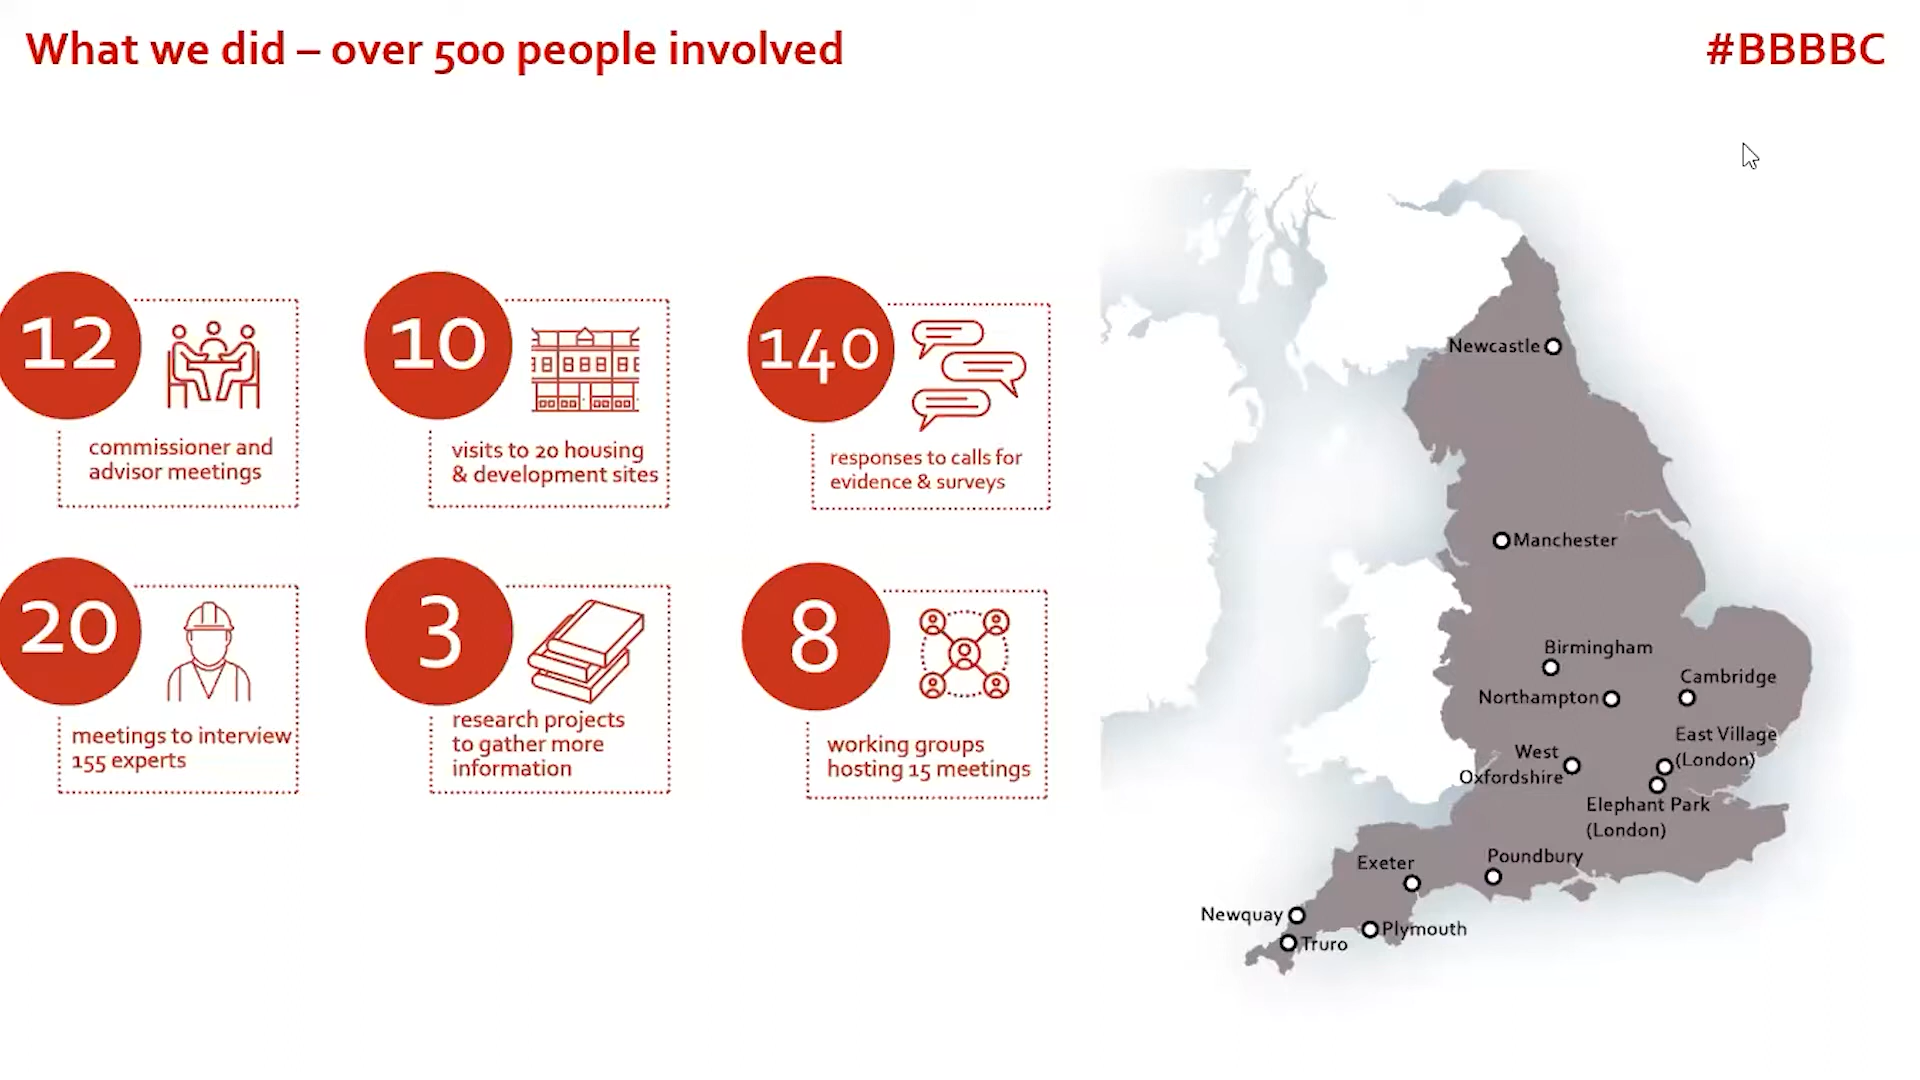 What we did – over 500 people involved
#BBBBC
12
commissioner and
advisor meetings
10
visits to 20 housing
& development sites
140
responses to calls for
evidence & surveys
20
meetings to interview
155 experts
3
research projects
to gather more
information
8
working groups
hosting 15 meetings
Newcastle
Manchester
Birmingham
Northampton
Cambridge
East Village
(London)
West
Oxfordshire
Elephant Park
(London)
Exeter
Poundbury
Newquay
Plymouth
Truro